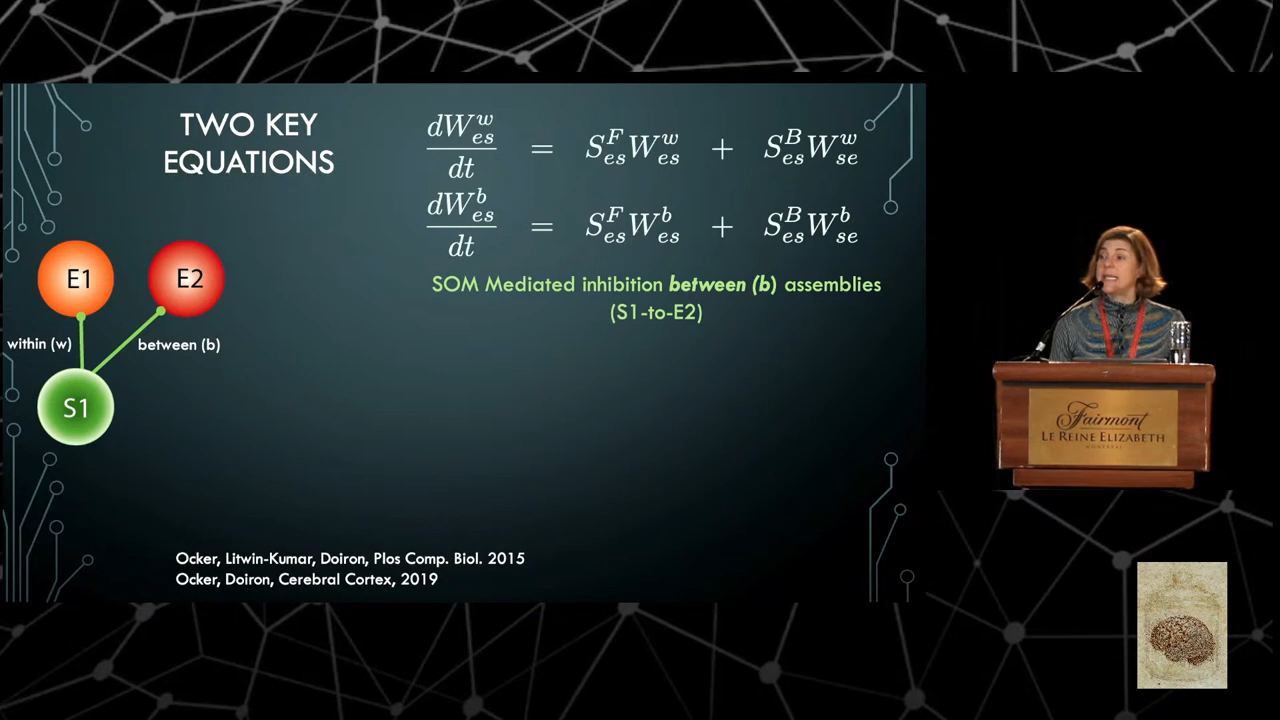 TWO KEY
EQUATIONS
dW^w_es/dt = S^F_es W^w_es + S^B_es W^w_se
dW^b_es/dt = S^F_es W^b_es + S^B_es W^b_se
SOM Mediated inhibition between (b) assemblies
(S1-to-E2)
E1
E2
within (w)
between (b)
S1
Ocker, Litwin-Kumar, Doiron, Plos Comp. Biol. 2015
Ocker, Doiron, Cerebral Cortex, 2019
Fairmont
LE REINE ELIZABETH
MONTRÉAL